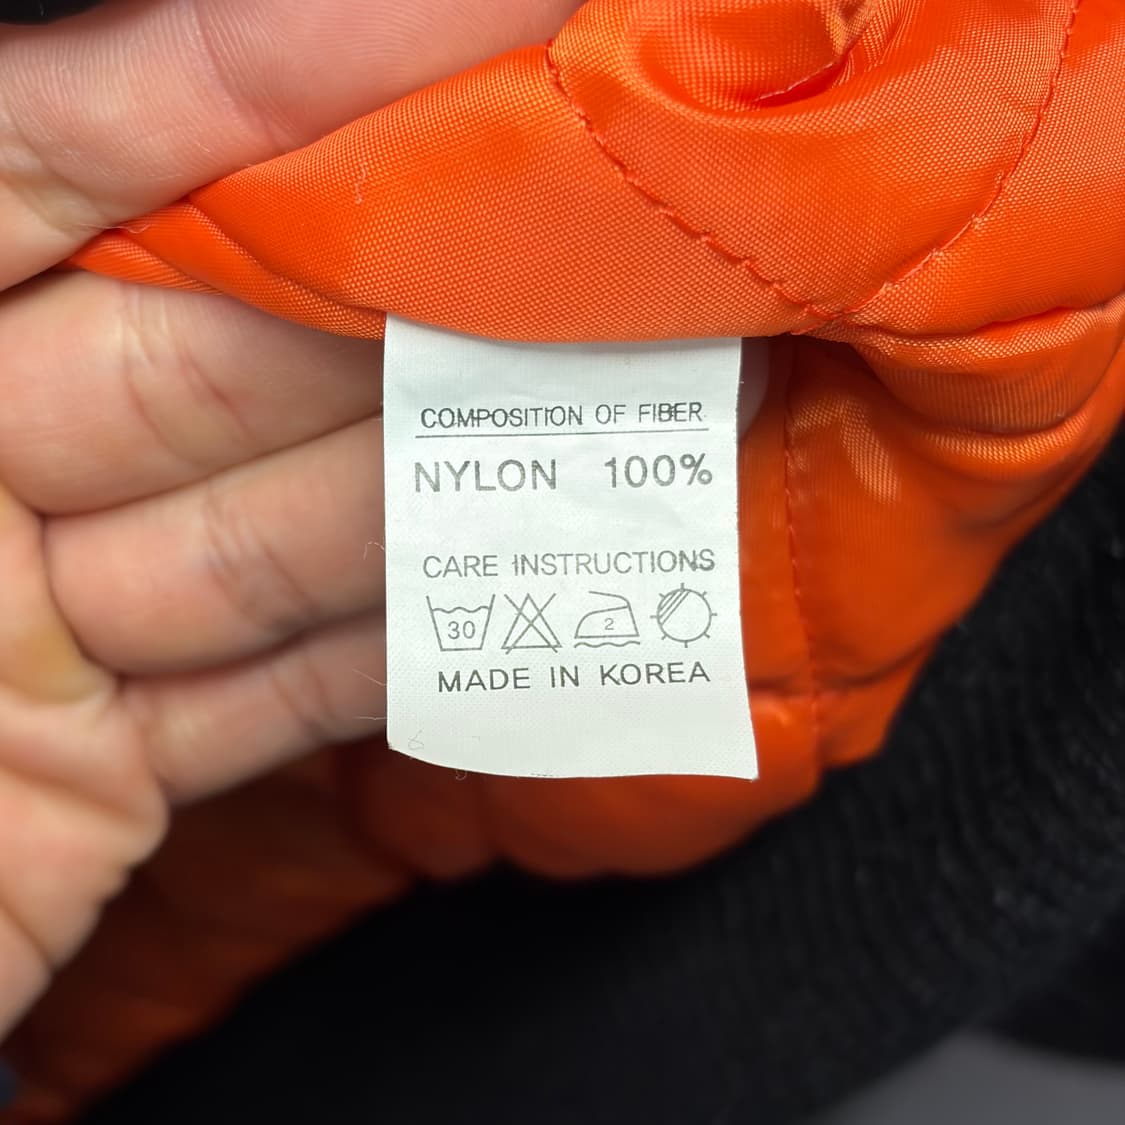 COMPOSITION OF FIBER
NYLON 100%
CARE INSTRUCTIONS
30 2
MADE IN KOREA